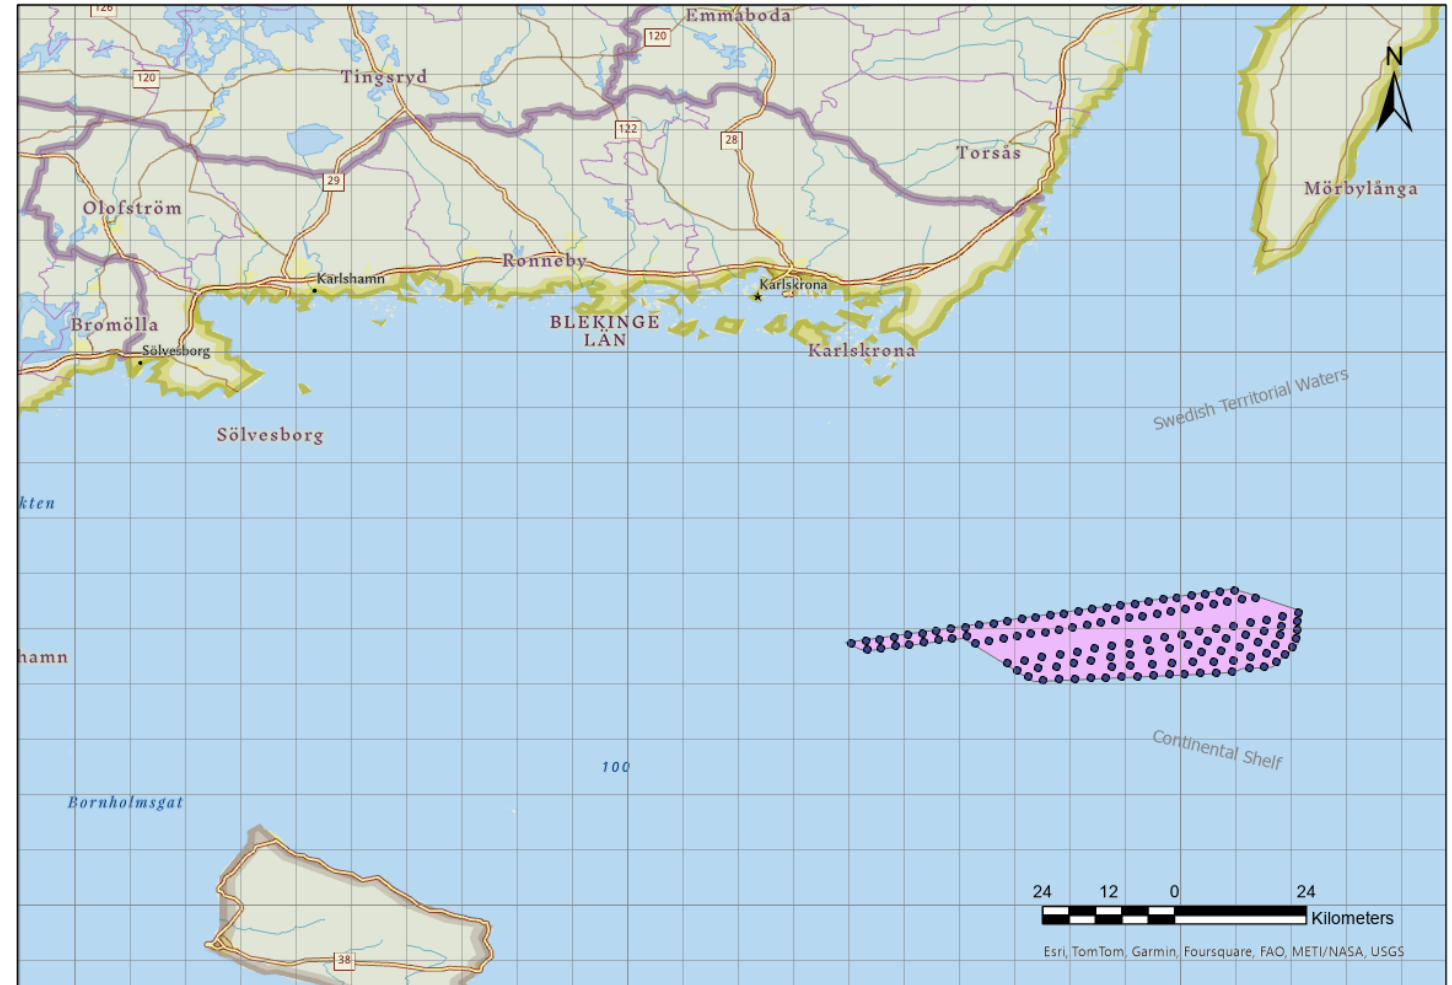 126
Emmaboda
120
N
Tingsryd
120
122
28
Torsås
29
Mörbylånga
Olofström
Ronneby
Karlshamn
Karlskrona
Bromölla
BLEKINGE
LÄN
Sölvesborg
Karlskrona
Swedish Territorial Waters
Sölvesborg
kten
hamn
Continental Shelf
100
Bornholmsgat
24 12 0 24
Kilometers
38
Esri, TomTom, Garmin, Foursquare, FAO, METI/NASA, USGS